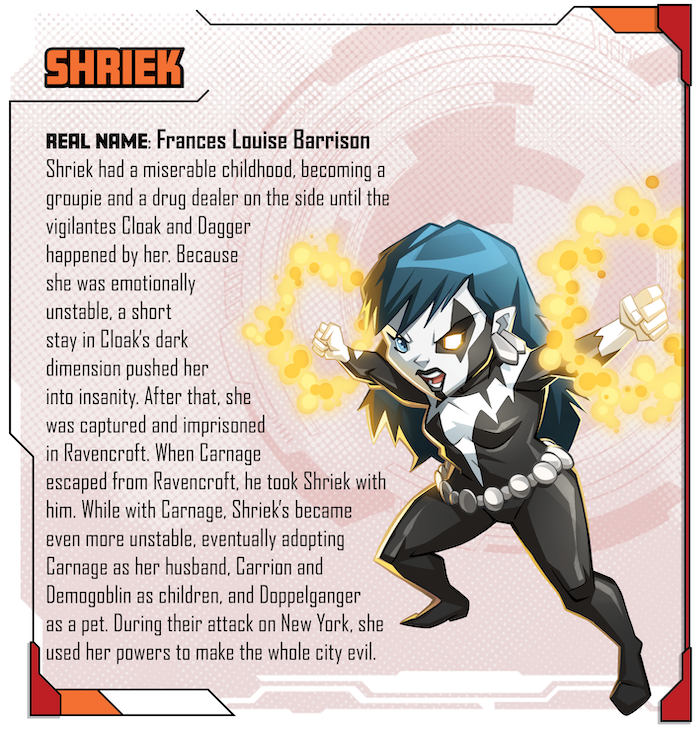 SHRIEK
REAL NAME: Frances Louise Barrison
Shriek had a miserable childhood, becoming a
groupie and a drug dealer on the side until the
vigilantes Cloak and Dagger
happened by her. Because
she was emotionally
unstable, a short
stay in Cloak's dark
dimension pushed her
into insanity. After that, she
was captured and imprisoned
in Ravencroft. When Carnage
escaped from Ravencroft, he took Shriek with
him. While with Carnage, Shriek's became
even more unstable, eventually adopting
Carnage as her husband, Carrion and
Demogoblin as children, and Doppelganger
as a pet. During their attack on New York, she
used her powers to make the whole city evil.